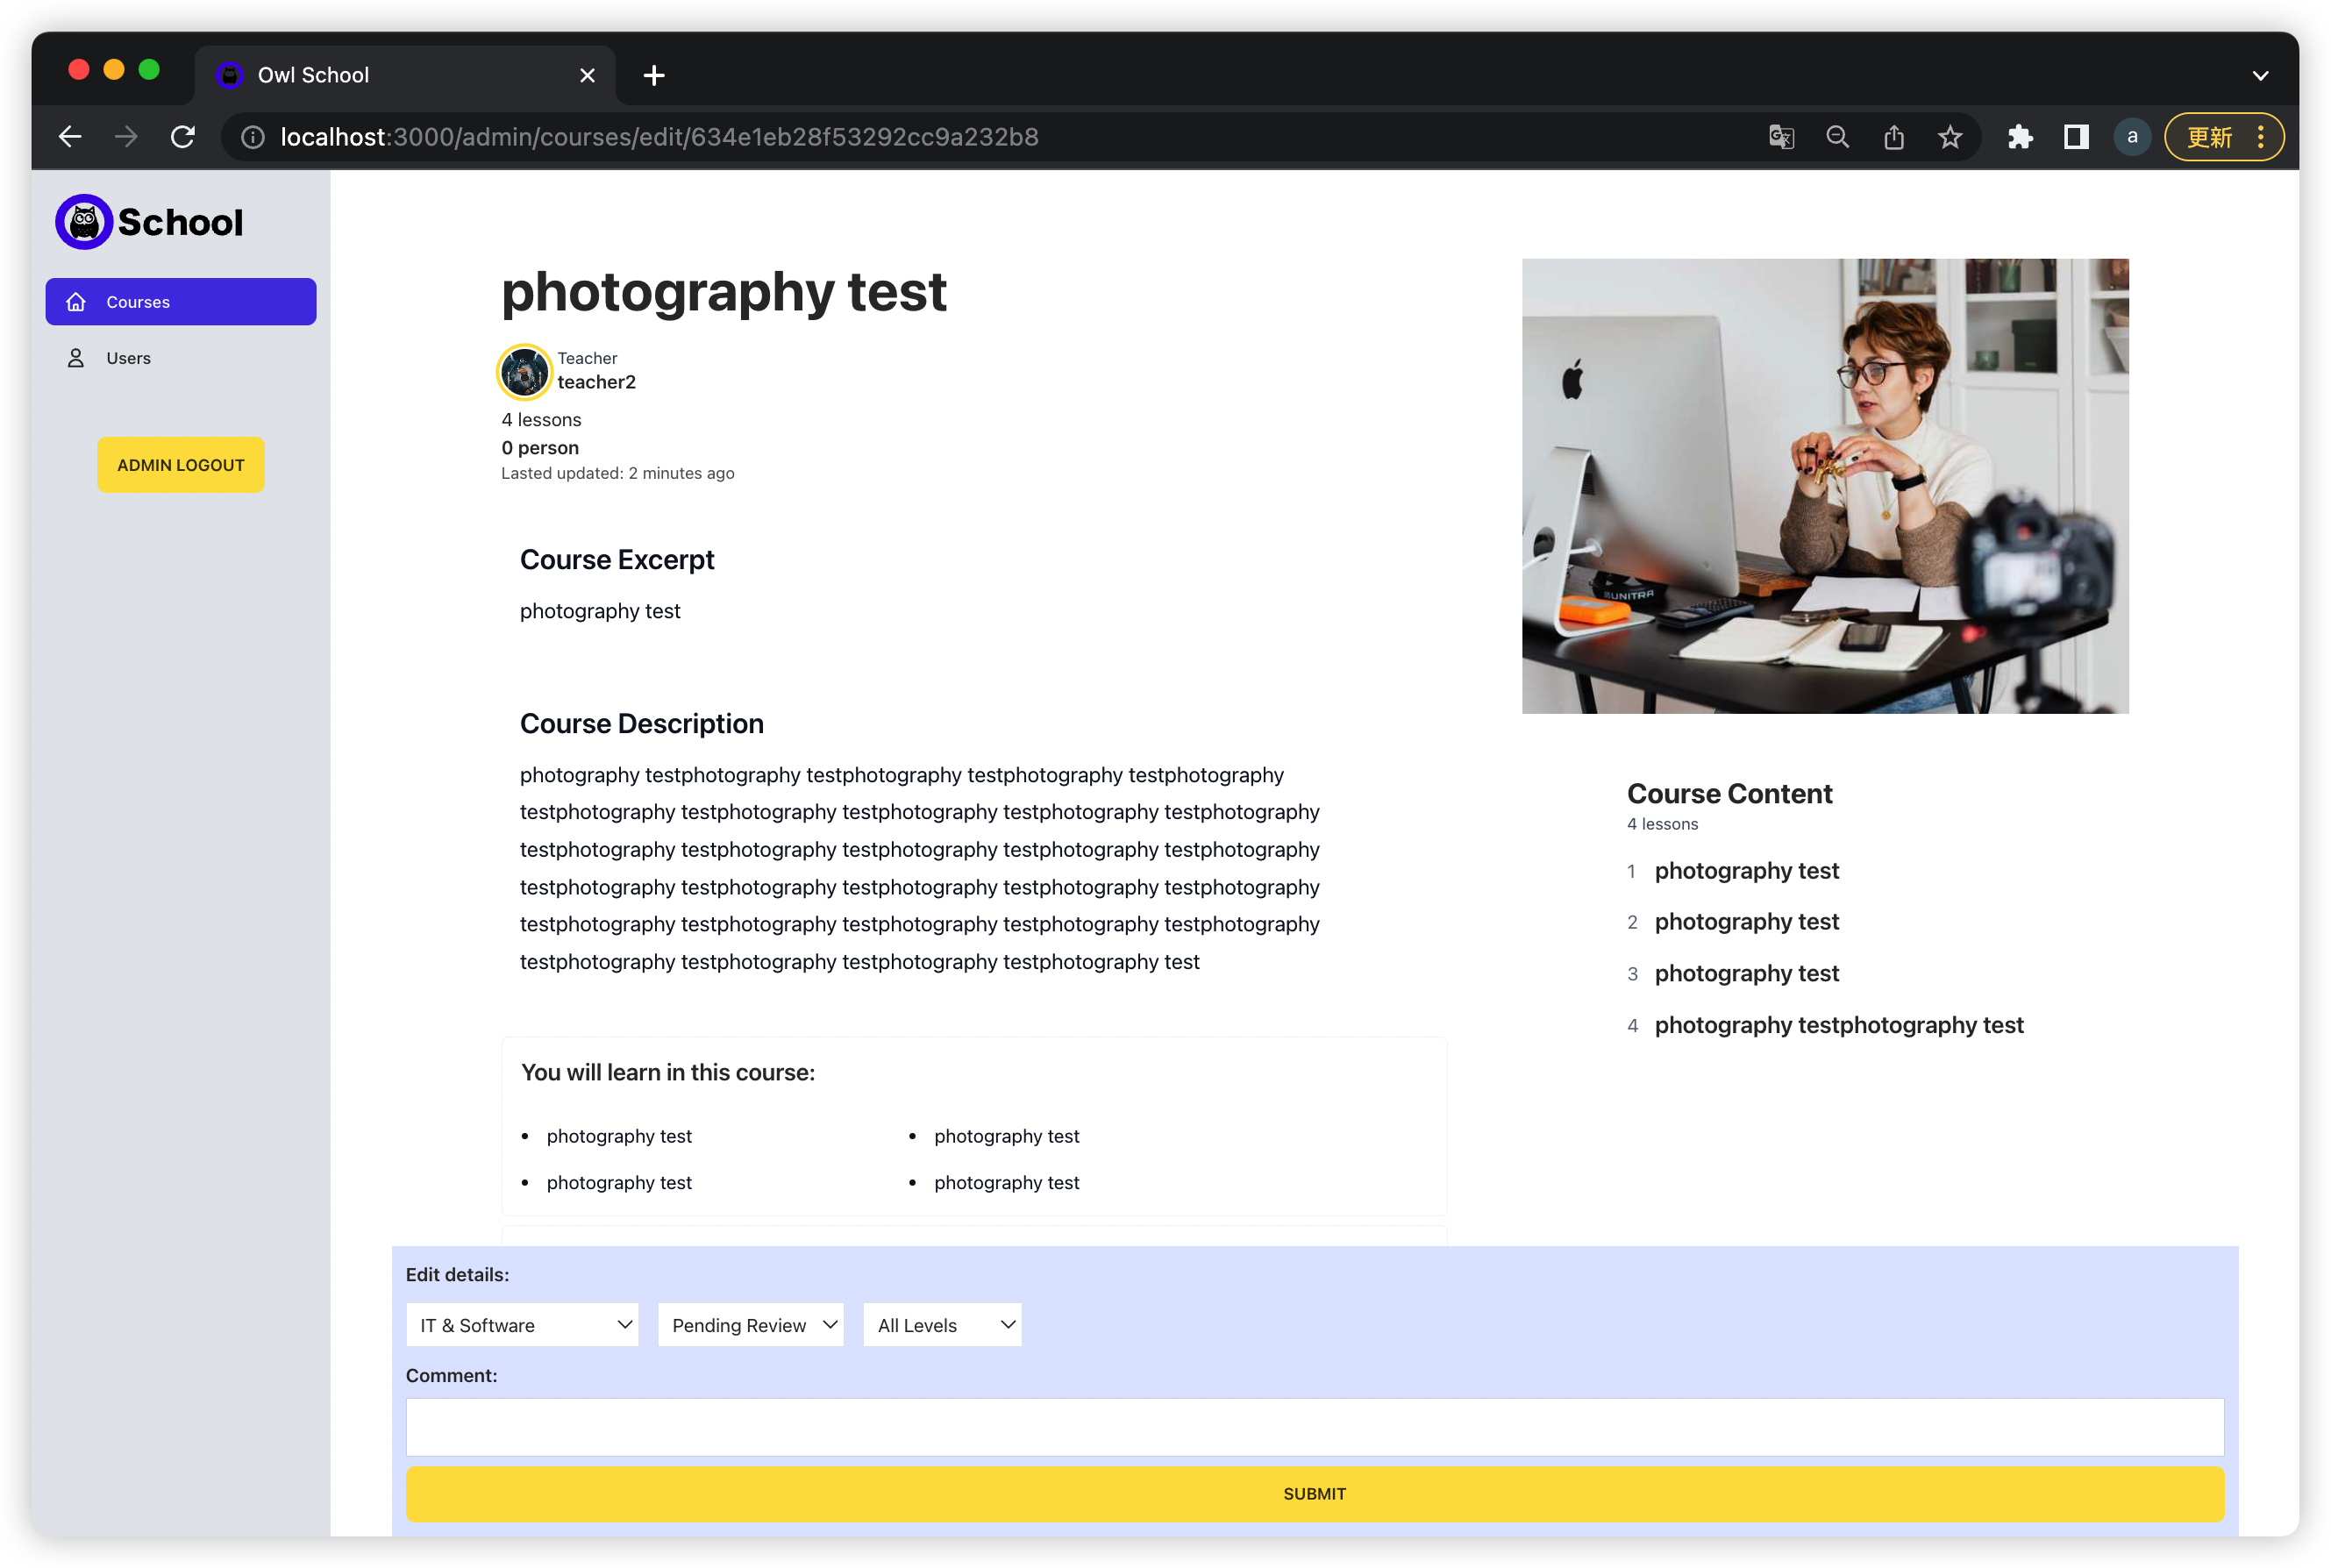 Owl School
localhost:3000/admin/courses/edit/634e1eb28f53292cc9a232b8
a
更新
School
Courses
Users
ADMIN LOGOUT
photography test
Teacher
teacher2
4 lessons
0 person
Lasted updated: 2 minutes ago
Course Excerpt
photography test
Course Description
photography testphotography testphotography testphotography testphotography
testphotography testphotography testphotography testphotography testphotography
testphotography testphotography testphotography testphotography testphotography
testphotography testphotography testphotography testphotography testphotography
testphotography testphotography testphotography testphotography testphotography
testphotography testphotography testphotography testphotography test
You will learn in this course:
photography test
photography test
photography test
photography test
UNITRA
Course Content
4 lessons
1 photography test
2 photography test
3 photography test
4 photography testphotography test
Edit details:
IT & Software
Pending Review
All Levels
Comment:
SUBMIT